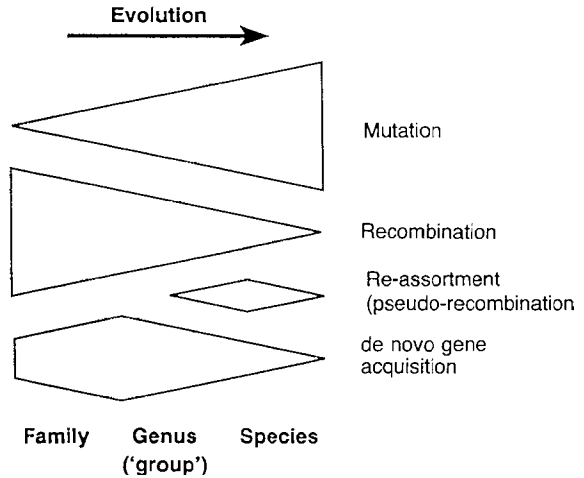 Evolution
Mutation
Recombination
Re-assortment
(pseudo-recombination
de novo gene
acquisition
Family Genus Species
('group')